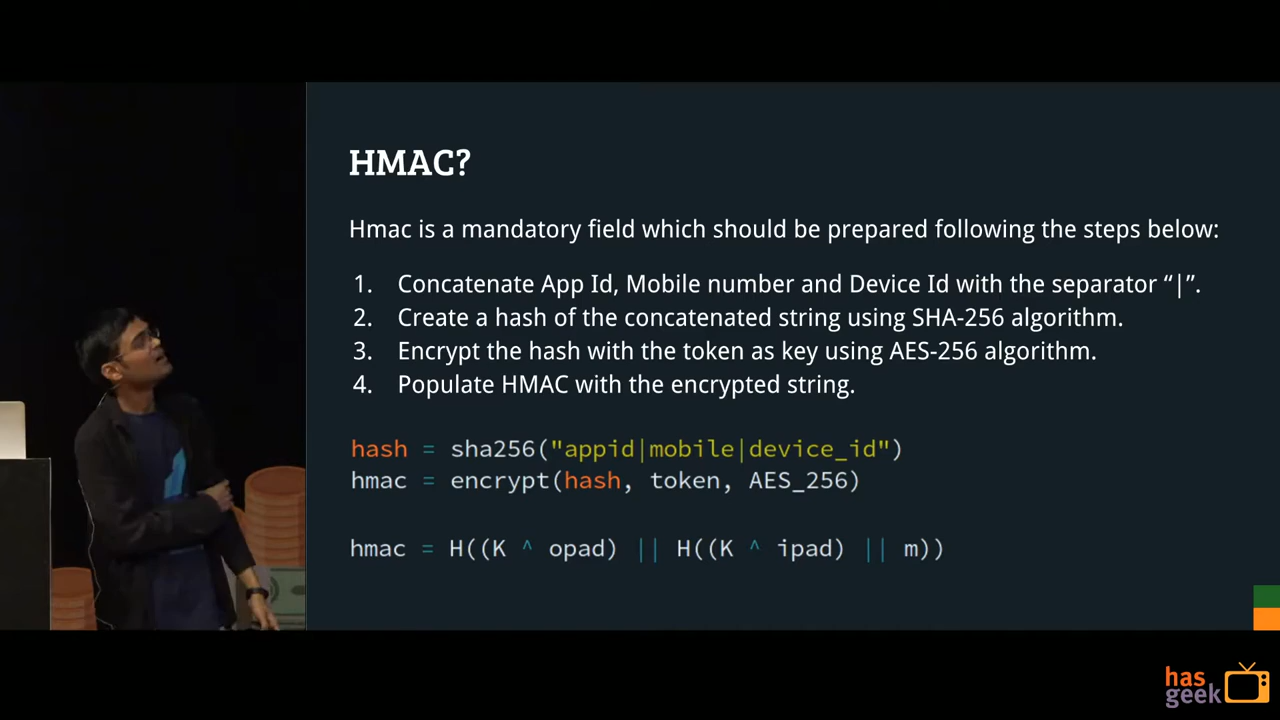 HMAC?
Hmac is a mandatory field which should be prepared following the steps below:
1. Concatenate App Id, Mobile number and Device Id with the separator “|”.
2. Create a hash of the concatenated string using SHA-256 algorithm.
3. Encrypt the hash with the token as key using AES-256 algorithm.
4. Populate HMAC with the encrypted string.
hash = sha256("appid|mobile|device_id")
hmac = encrypt(hash, token, AES_256)
hmac = H((K ^ opad) || H((K ^ ipad) || m))
has
geek